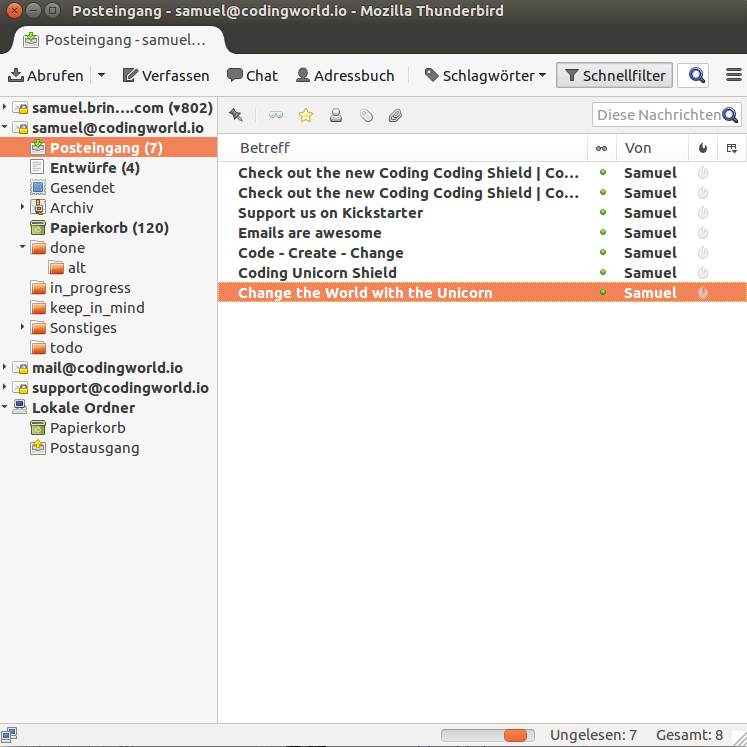 Posteingang - samuel@codingworld.io - Mozilla Thunderbird
Posteingang - samuel…
Abrufen Verfassen Chat Adressbuch Schlagwörter Schnellfilter
samuel.brin….com (▾802)
samuel@codingworld.io
Posteingang (7)
Entwürfe (4)
Gesendet
Archiv
Papierkorb (120)
done
alt
in_progress
keep_in_mind
Sonstiges
todo
mail@codingworld.io
support@codingworld.io
Lokale Ordner
Papierkorb
Postausgang
Diese Nachrichten
Betreff Von
Check out the new Coding Coding Shield | Co… Samuel
Check out the new Coding Coding Shield | Co… Samuel
Support us on Kickstarter Samuel
Emails are awesome Samuel
Code - Create - Change Samuel
Coding Unicorn Shield Samuel
Change the World with the Unicorn Samuel
Ungelesen: 7 Gesamt: 8